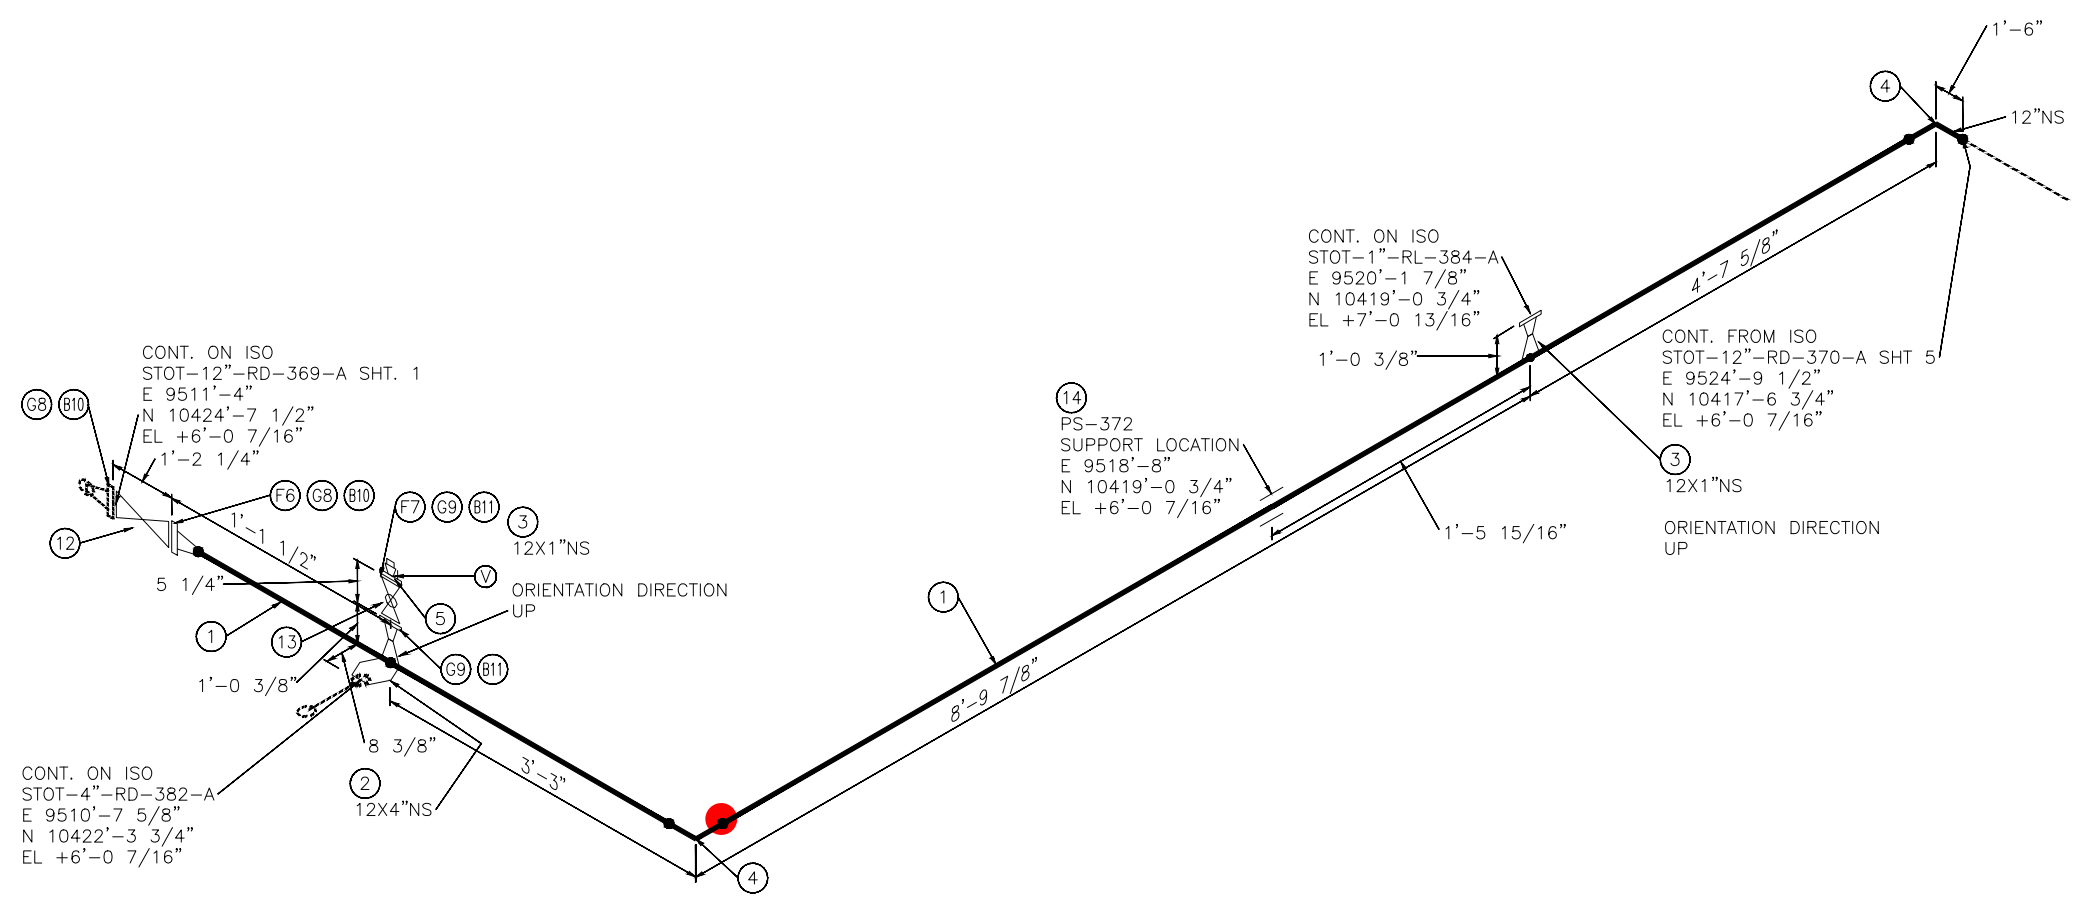 1'-6"
4
12"NS
CONT. ON ISO
STOT-1"-RL-384-A
E 9520'-1 7/8"
N 10419'-0 3/4"
EL +7'-0 13/16"
1'-0 3/8"
4'-7 5/8"
CONT. FROM ISO
STOT-12"-RD-370-A SHT 5
E 9524'-9 1/2"
N 10417'-6 3/4"
EL +6'-0 7/16"
3
12X1"NS
ORIENTATION DIRECTION
UP
14
PS-372
SUPPORT LOCATION
E 9518'-8"
N 10419'-0 3/4"
EL +6'-0 7/16"
1'-5 15/16"
CONT. ON ISO
STOT-12"-RD-369-A SHT. 1
E 9511'-4"
N 10424'-7 1/2"
EL +6'-0 7/16"
1'-2 1/4"
G8 B10
F6 G8 B10
12
1'-1 1/2"
F7 G9 B11
3
12X1"NS
V
5 1/4"
ORIENTATION DIRECTION
UP
5
1
13
G9 B11
1'-0 3/8"
8 3/8"
2
12X4"NS
3'-3"
CONT. ON ISO
STOT-4"-RD-382-A
E 9510'-7 5/8"
N 10422'-3 3/4"
EL +6'-0 7/16"
1
8'-9 7/8"
4